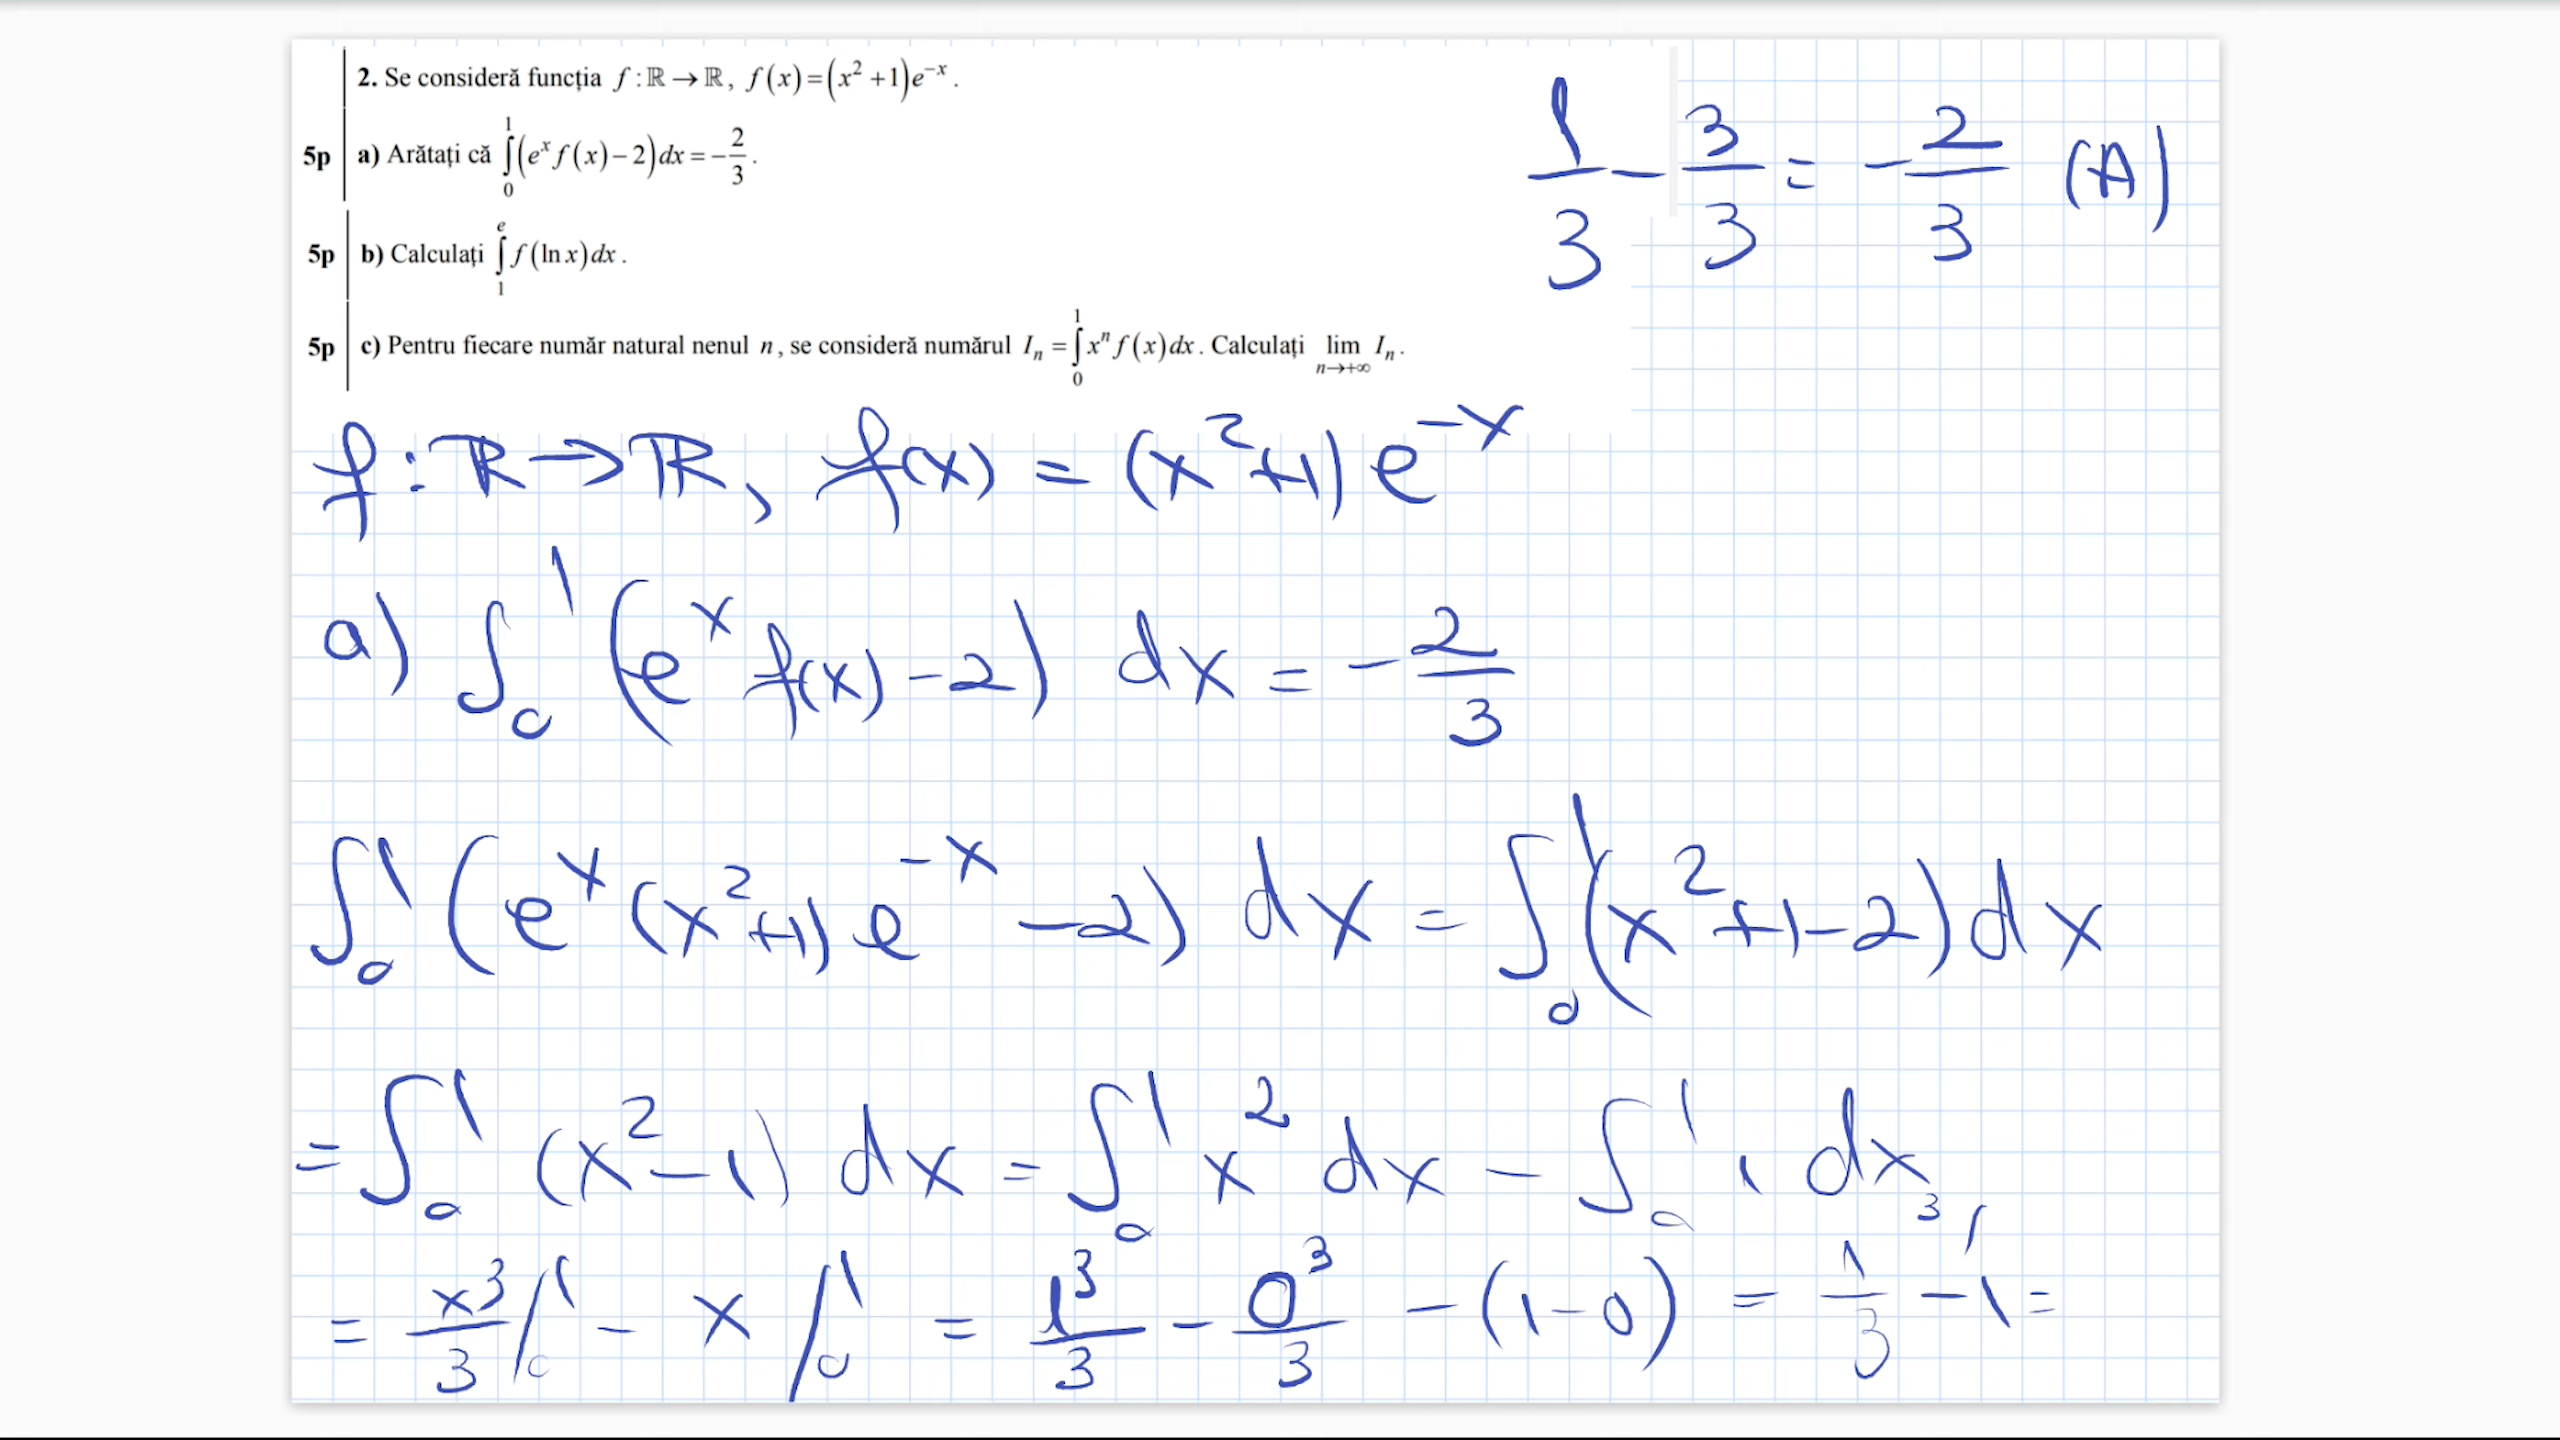 2. Se consideră funcția f : ℝ → ℝ, f(x) = (x² + 1)e⁻ˣ.
5p a) Arătați că ∫₀¹ (eˣ f(x) − 2) dx = −2/3.
5p b) Calculați ∫₁ᵉ f(ln x) dx.
5p c) Pentru fiecare număr natural nenul n, se consideră numărul Iₙ = ∫₀¹ xⁿ f(x) dx. Calculați lim n→+∞ Iₙ.
1/3 − 3/3 = −2/3 (A)
f : ℝ → ℝ, f(x) = (x² + 1) e⁻ˣ
a) ∫₀¹ (eˣ f(x) − 2) dx = −2/3
∫₀¹ (eˣ (x² + 1) e⁻ˣ − 2) dx = ∫₀¹ (x² + 1 − 2) dx
= ∫₀¹ (x² − 1) dx = ∫₀¹ x² dx − ∫₀¹ 1 dx
= x³/3 |₀¹ − x |₀¹ = 1³/3 − 0³/3 − (1 − 0) = 1/3 − ³⁾1 =